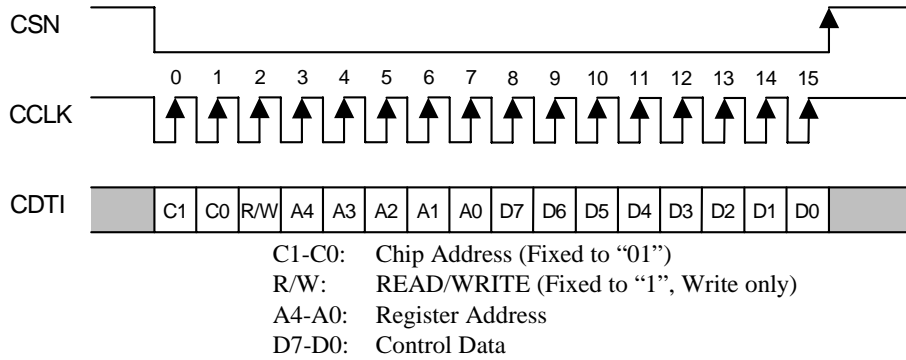 CSN
0 1 2 3 4 5 6 7 8 9 10 11 12 13 14 15
CCLK
CDTI C1 C0 R/W A4 A3 A2 A1 A0 D7 D6 D5 D4 D3 D2 D1 D0
C1-C0: Chip Address (Fixed to “01”)
R/W: READ/WRITE (Fixed to “1”, Write only)
A4-A0: Register Address
D7-D0: Control Data